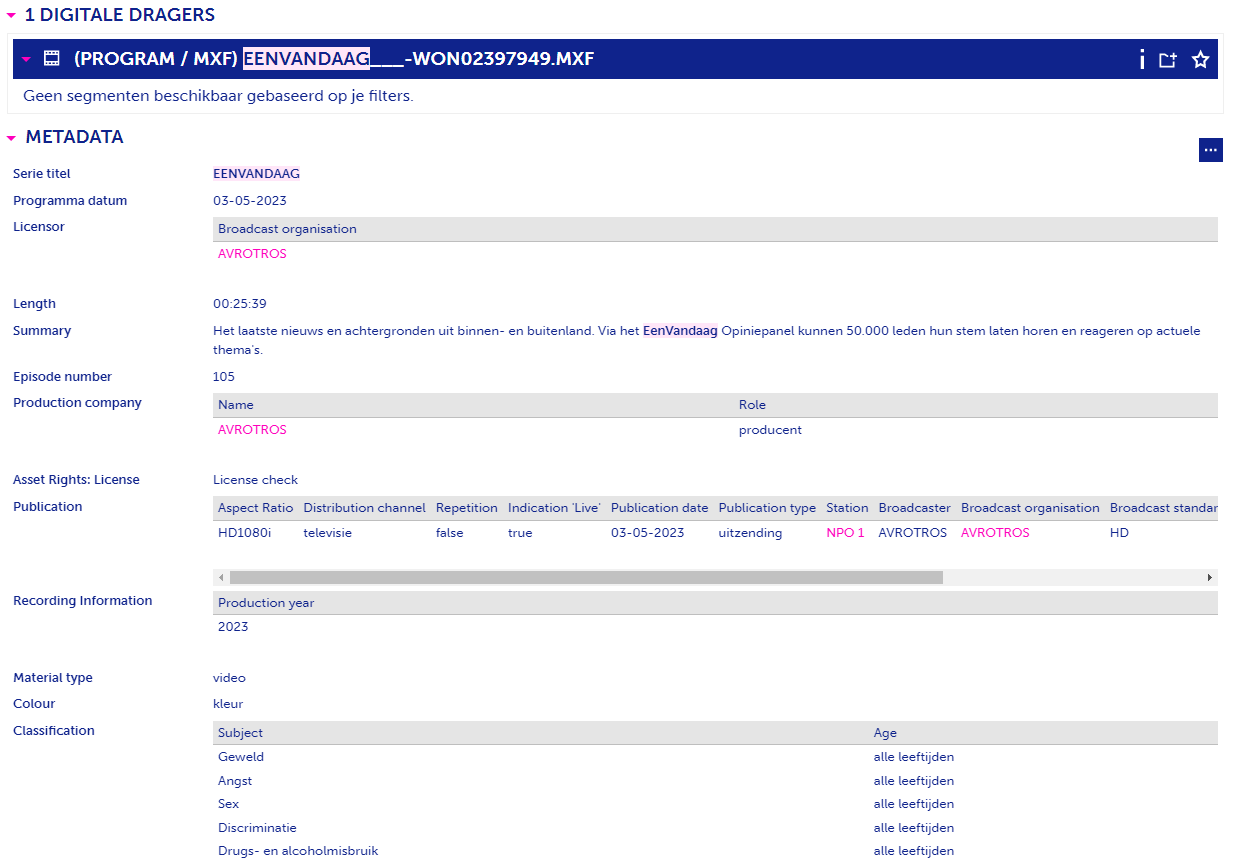 1 DIGITALE DRAGERS
(PROGRAM / MXF) EENVANDAAG___-WON02397949.MXF
Geen segmenten beschikbaar gebaseerd op je filters.
METADATA
Serie titel EENVANDAAG
Programma datum 03-05-2023
Licensor Broadcast organisation
AVROTROS
Length 00:25:39
Summary Het laatste nieuws en achtergronden uit binnen- en buitenland. Via het EenVandaag Opiniepanel kunnen 50.000 leden hun stem laten horen en reageren op actuele
thema's.
Episode number 105
Production company Name Role
AVROTROS producent
Asset Rights: License License check
Publication Aspect Ratio Distribution channel Repetition Indication 'Live' Publication date Publication type Station Broadcaster Broadcast organisation Broadcast standar
HD1080i televisie false true 03-05-2023 uitzending NPO 1 AVROTROS AVROTROS HD
Recording Information Production year
2023
Material type video
Colour kleur
Classification Subject Age
Geweld alle leeftijden
Angst alle leeftijden
Sex alle leeftijden
Discriminatie alle leeftijden
Drugs- en alcoholmisbruik alle leeftijden